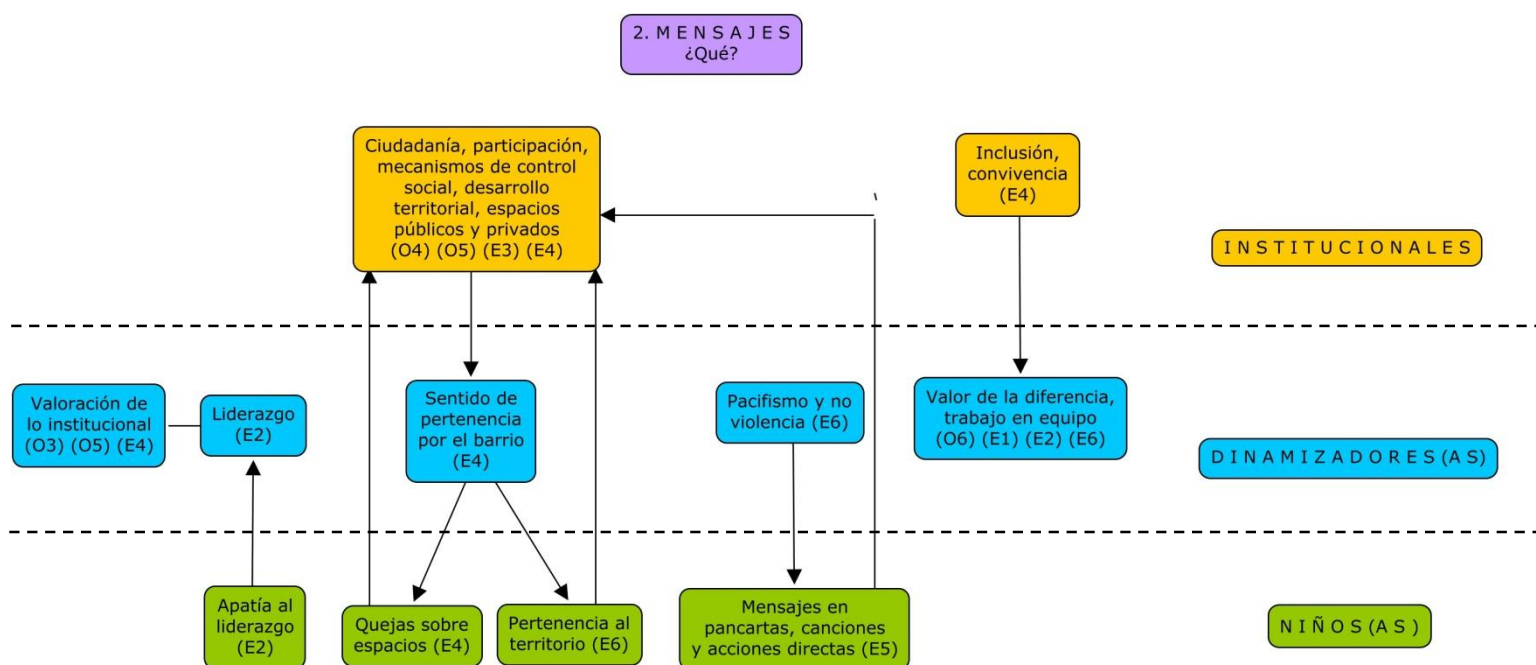 2. M E N S A J E S
¿Qué?
Ciudadanía, participación,
mecanismos de control
social, desarrollo
territorial, espacios
públicos y privados
(O4) (O5) (E3) (E4)
Inclusión,
convivencia
(E4)
I N S T I T U C I O N A L E S
Valoración de
lo institucional
(O3) (O5) (E4)
Liderazgo
(E2)
Sentido de
pertenencia
por el barrio
(E4)
Pacifismo y no
violencia (E6)
Valor de la diferencia,
trabajo en equipo
(O6) (E1) (E2) (E6)
D I N A M I Z A D O R E S (A S)
Apatía al
liderazgo
(E2)
Quejas sobre
espacios (E4)
Pertenencia al
territorio (E6)
Mensajes en
pancartas, canciones
y acciones directas (E5)
N I Ñ O S (A S )